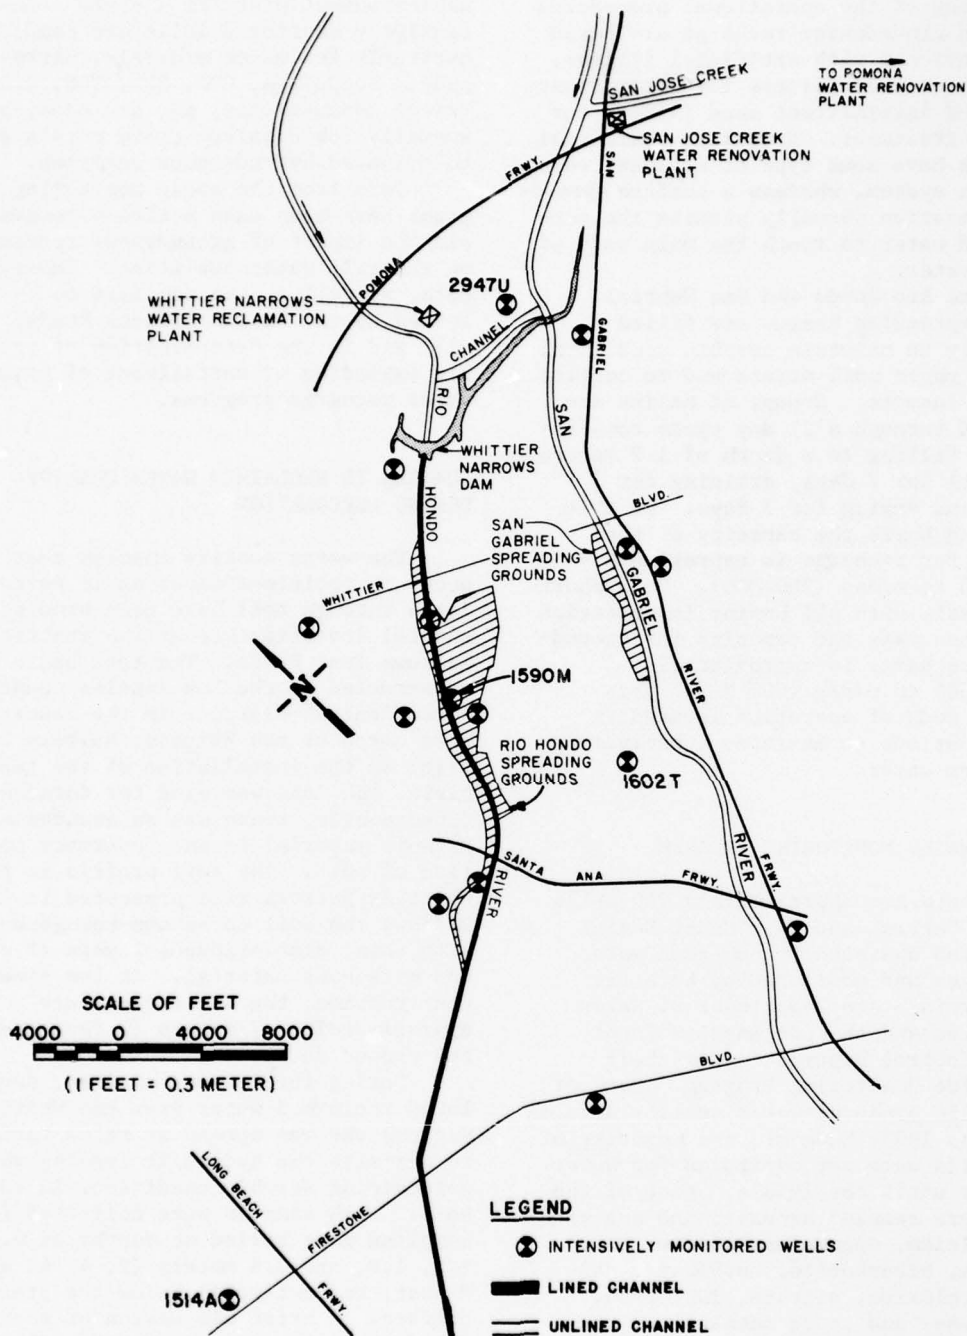 SAN JOSE CREEK
TO POMONA
WATER RENOVATION
PLANT
SAN JOSE CREEK
WATER RENOVATION
PLANT
FRWY.
SAN
POMONA
2947U
WHITTIER NARROWS
WATER RECLAMATION
PLANT
CHANNEL
GABRIEL
RIO
SAN
WHITTIER
NARROWS
DAM
HONDO
BLVD.
SAN
GABRIEL
SPREADING
GROUNDS
WHITTIER
GABRIEL
N
RIVER
1590M
RIO HONDO
SPREADING
GROUNDS
1602T
RIVER
SANTA
ANA
FRWY.
FRWY.
RIVER
SCALE OF FEET
4000 0 4000 8000
(1 FEET = 0.3 METER)
BLVD.
LONG BEACH
FIRESTONE
FRWY.
1514A
LEGEND
INTENSIVELY MONITORED WELLS
LINED CHANNEL
UNLINED CHANNEL